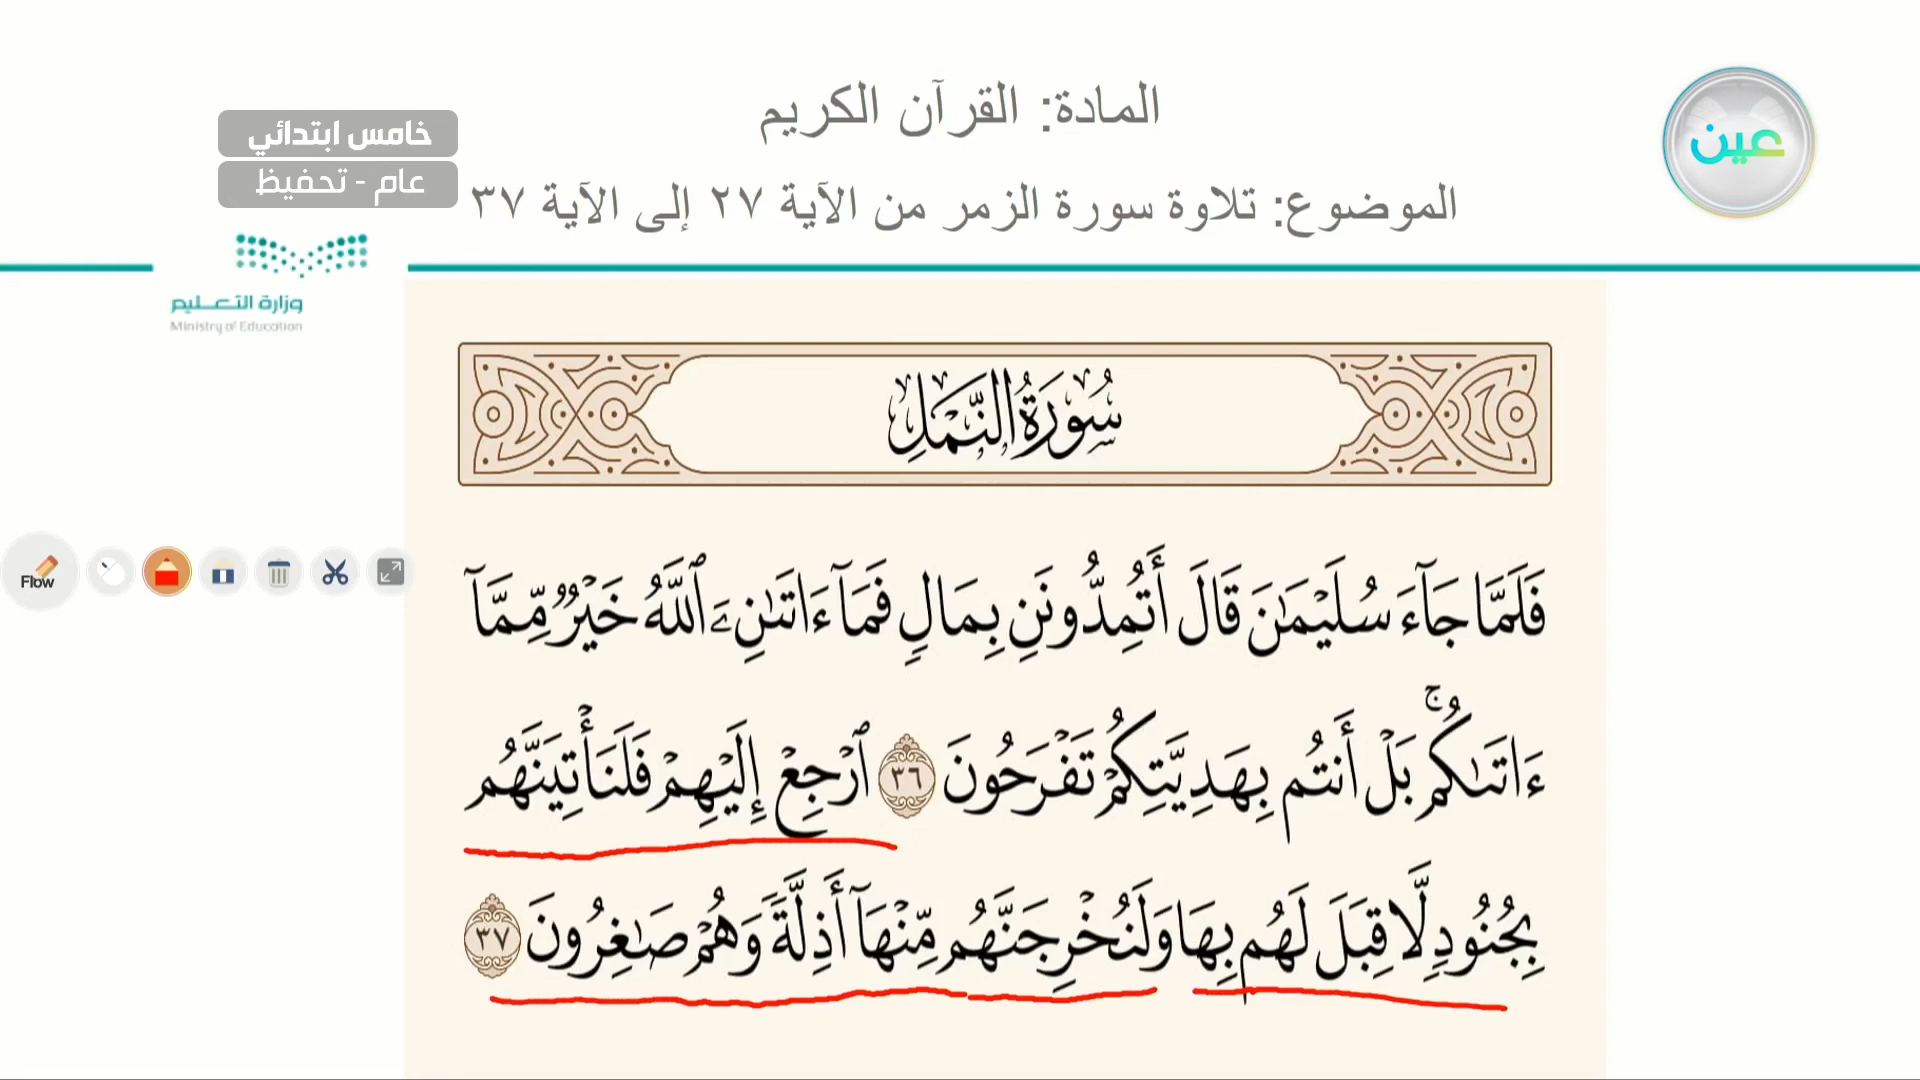 المادة: القرآن الكريم
الموضوع: تلاوة سورة الزمر من الآية ٢٧ إلى الآية ٣٧
خامس ابتدائي
عام - تحفيظ
عين
وزارة التعليم
Ministry of Education
سُورَةُ النَّمْلِ
Flow
فَلَمَّا جَآءَ سُلَيْمَـٰنَ قَالَ أَتُمِدُّونَنِ بِمَالٍ فَمَآ ءَاتَىٰنِۦَ ٱللَّهُ خَيْرٌ مِّمَّآ
ءَاتَىٰكُمۚ بَلْ أَنتُم بِهَدِيَّتِكُمْ تَفْرَحُونَ ٣٦ ٱرْجِعْ إِلَيْهِمْ فَلَنَأْتِيَنَّهُم
بِجُنُودٍ لَّا قِبَلَ لَهُم بِهَا وَلَنُخْرِجَنَّهُم مِّنْهَآ أَذِلَّةً وَهُمْ صَـٰغِرُونَ ٣٧